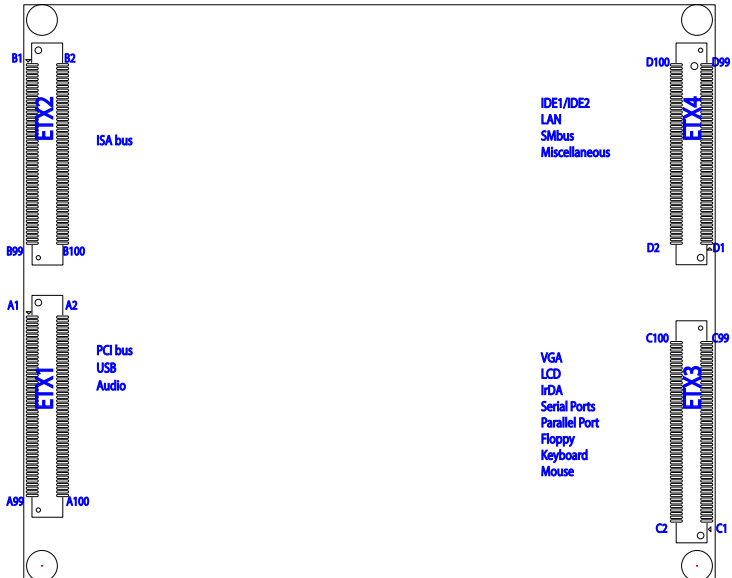 B1
B2
ETX2
ISA bus
B99
B100
A1
A2
ETX1
PCI bus
USB
Audio
A99
A100
D100
D99
ETX4
IDE1/IDE2
LAN
SMbus
Miscellaneous
D2
D1
C100
C99
ETX3
VGA
LCD
IrDA
Serial Ports
Parallel Port
Floppy
Keyboard
Mouse
C2
C1